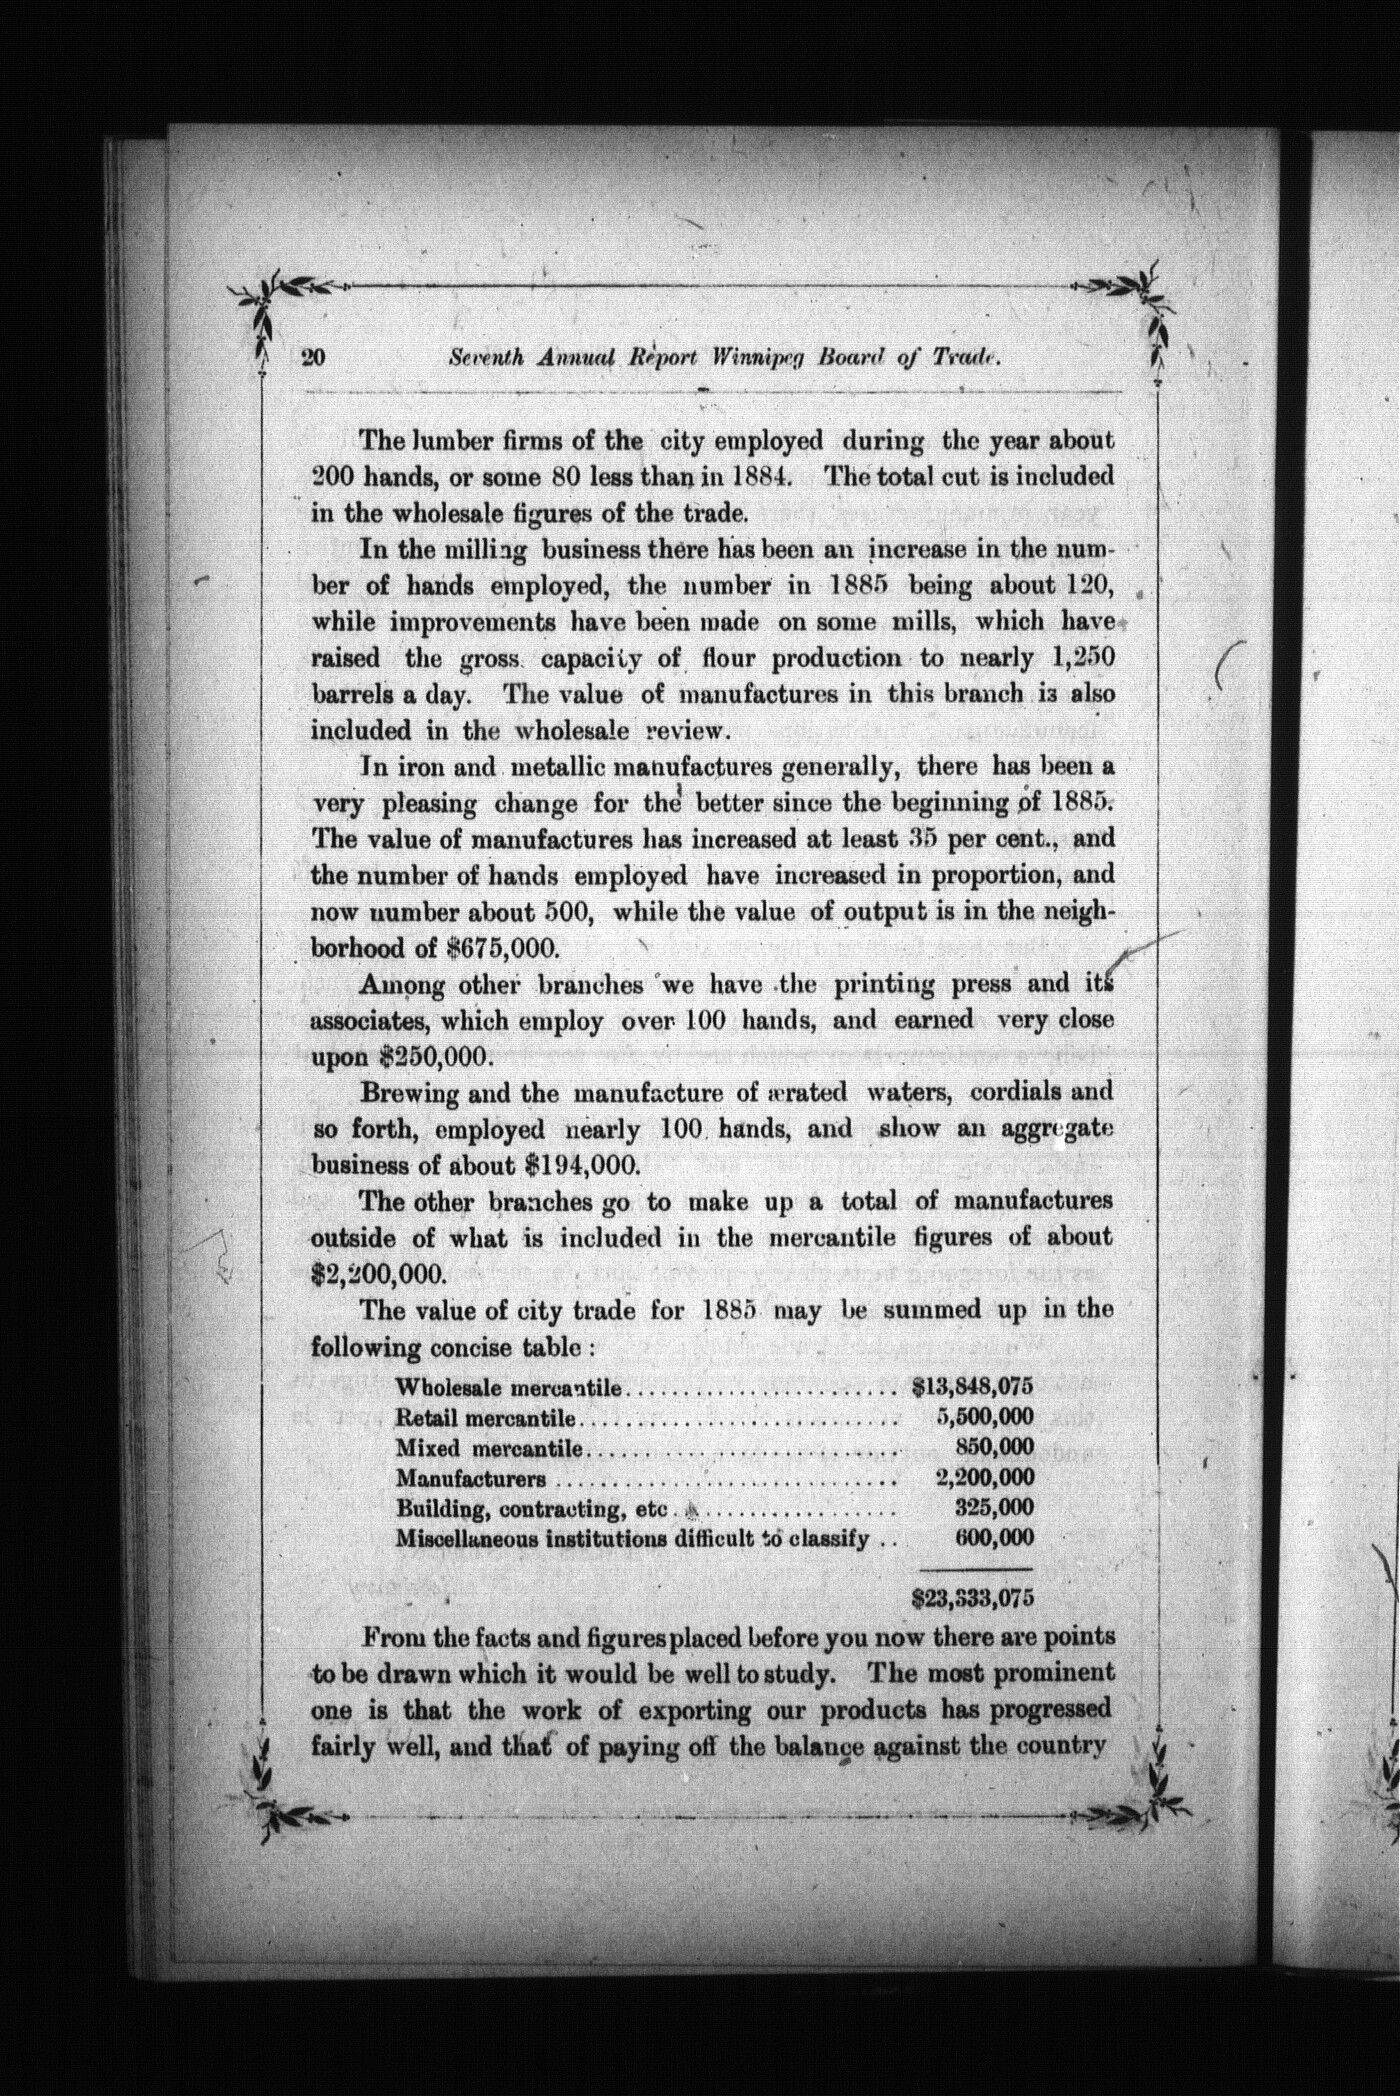 20 Seventh Annual Report Winnipeg Board of Trade.
The lumber firms of the city employed during the year about
200 hands, or some 80 less than in 1884. The total cut is included
in the wholesale figures of the trade.
In the milling business there has been an increase in the num-
ber of hands employed, the number in 1885 being about 120,
while improvements have been made on some mills, which have
raised the gross capacity of flour production to nearly 1,250
barrels a day. The value of manufactures in this branch is also
included in the wholesale review.
In iron and metallic manufactures generally, there has been a
very pleasing change for the better since the beginning of 1885.
The value of manufactures has increased at least 35 per cent., and
the number of hands employed have increased in proportion, and
now number about 500, while the value of output is in the neigh-
borhood of $675,000.
Among other branches we have the printing press and its
associates, which employ over 100 hands, and earned very close
upon $250,000.
Brewing and the manufacture of ærated waters, cordials and
so forth, employed nearly 100 hands, and show an aggregate
business of about $194,000.
The other branches go to make up a total of manufactures
outside of what is included in the mercantile figures of about
$2,200,000.
The value of city trade for 1885 may be summed up in the
following concise table :
Wholesale mercantile........................ $13,848,075
Retail mercantile........................... 5,500,000
Mixed mercantile........................... 850,000
Manufacturers ............................. 2,200,000
Building, contracting, etc .................. 325,000
Miscellaneous institutions difficult to classify .. 600,000
$23,333,075
From the facts and figures placed before you now there are points
to be drawn which it would be well to study. The most prominent
one is that the work of exporting our products has progressed
fairly well, and that of paying off the balance against the country